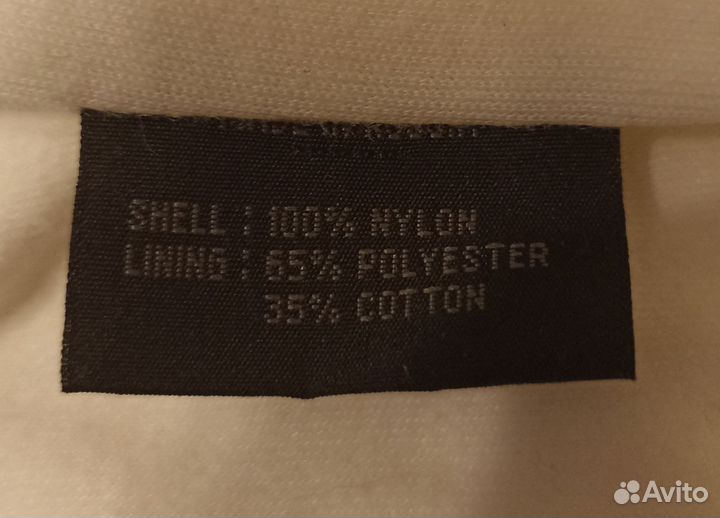 SHELL : 100% NYLON
LINING : 65% POLYESTER
35% COTTON
Avito